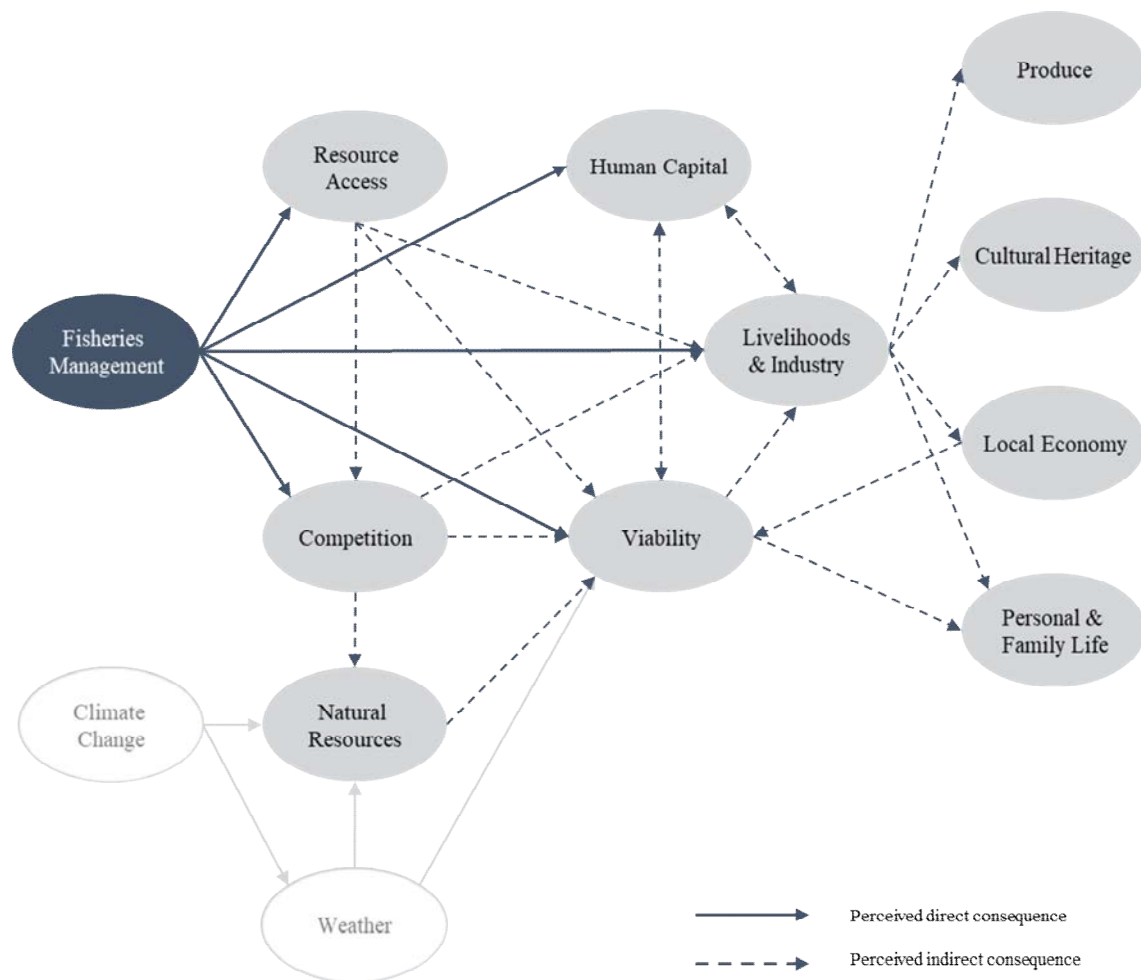 Produce
Resource
Access
Human Capital
Cultural Heritage
Fisheries
Management
Livelihoods
& Industry
Local Economy
Competition
Viability
Personal &
Family Life
Climate
Change
Natural
Resources
Weather
Perceived direct consequence
Perceived indirect consequence